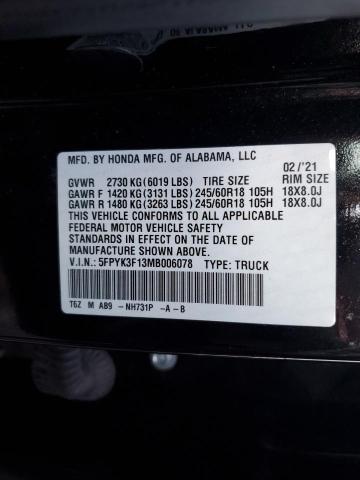 MFD. BY HONDA MFG. OF ALABAMA, LLC
02/'21
GVWR 2730 KG(6019 LBS) TIRE SIZE RIM SIZE
GAWR F 1420 KG(3131 LBS) 245/60R18 105H 18X8.0J
GAWR R 1480 KG(3263 LBS) 245/60R18 105H 18X8.0J
THIS VEHICLE CONFORMS TO ALL APPLICABLE
FEDERAL MOTOR VEHICLE SAFETY
STANDARDS IN EFFECT ON THE DATE OF
MANUFACTURE SHOWN ABOVE.
V.I.N.: 5FPYK3F13MB006078 TYPE: TRUCK
T6Z M AB9 -NH731P -A -B